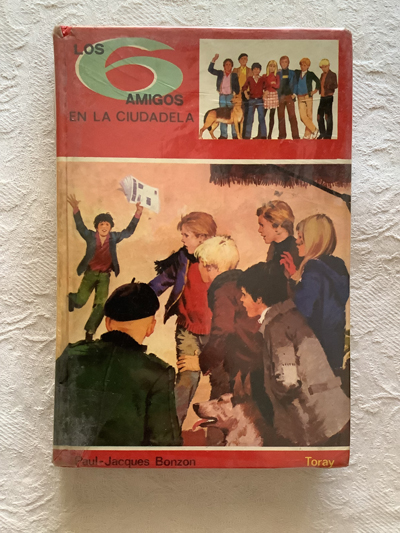 LOS
6
AMIGOS
EN LA CIUDADELA
Paul-Jacques Bonzon
Toray